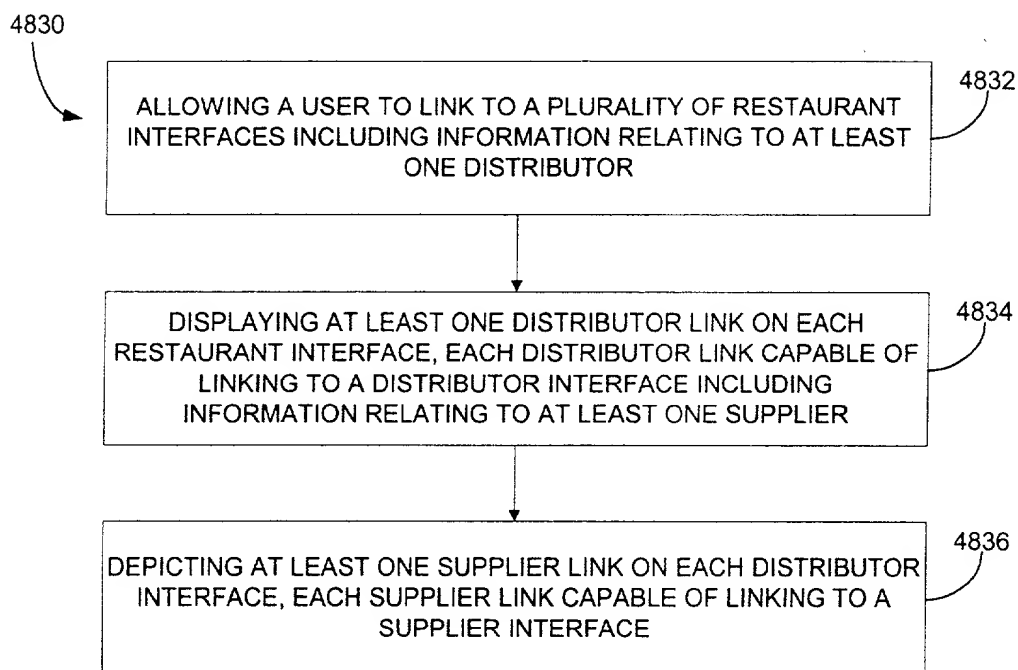 4830
ALLOWING A USER TO LINK TO A PLURALITY OF RESTAURANT
INTERFACES INCLUDING INFORMATION RELATING TO AT LEAST
ONE DISTRIBUTOR
4832
DISPLAYING AT LEAST ONE DISTRIBUTOR LINK ON EACH
RESTAURANT INTERFACE, EACH DISTRIBUTOR LINK CAPABLE OF
LINKING TO A DISTRIBUTOR INTERFACE INCLUDING
INFORMATION RELATING TO AT LEAST ONE SUPPLIER
4834
DEPICTING AT LEAST ONE SUPPLIER LINK ON EACH DISTRIBUTOR
INTERFACE, EACH SUPPLIER LINK CAPABLE OF LINKING TO A
SUPPLIER INTERFACE
4836